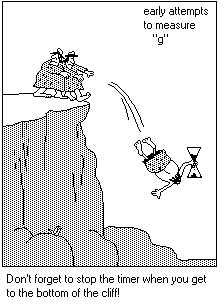 early attempts
to measure
"g"
Don't forget to stop the timer when you get
to the bottom of the cliff!